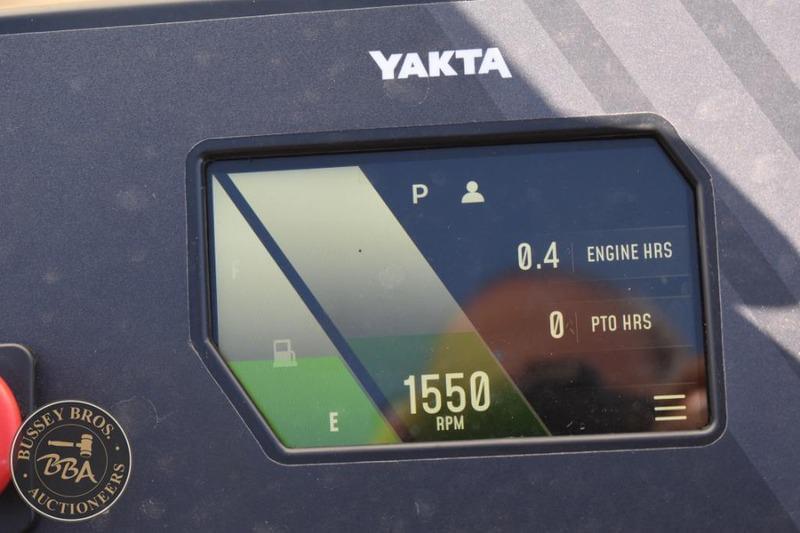 YAKTA
P
0.4 ENGINE HRS
0 PTO HRS
F
1550
RPM
E
BUSSEY BROS.
BBA
AUCTIONEERS